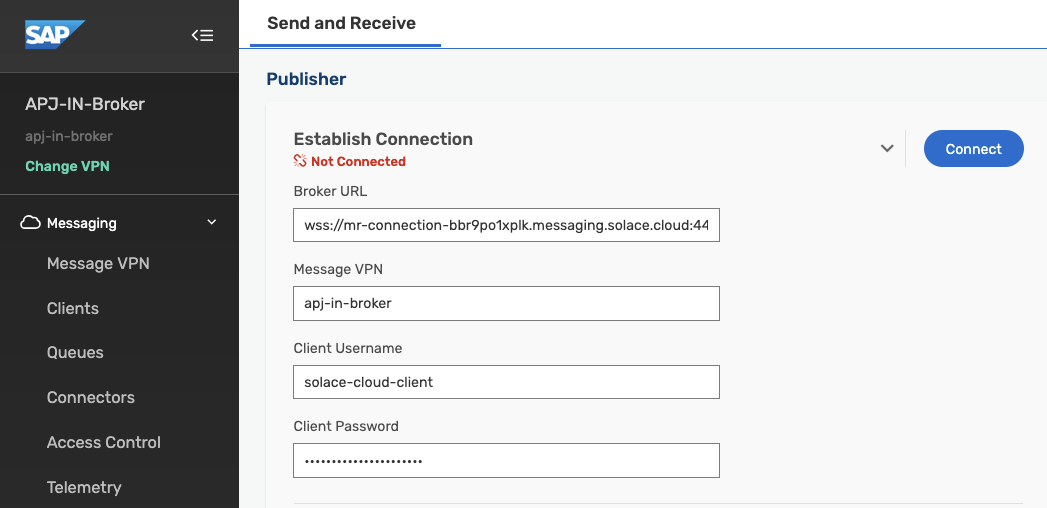 SAP
APJ-IN-Broker
apj-in-broker
Change VPN
Messaging
Message VPN
Clients
Queues
Connectors
Access Control
Telemetry
Send and Receive
Publisher
Establish Connection
Not Connected
Connect
Broker URL
wss://mr-connection-bbr9po1xplk.messaging.solace.cloud:44
Message VPN
apj-in-broker
Client Username
solace-cloud-client
Client Password
••••••••••••••••••••••